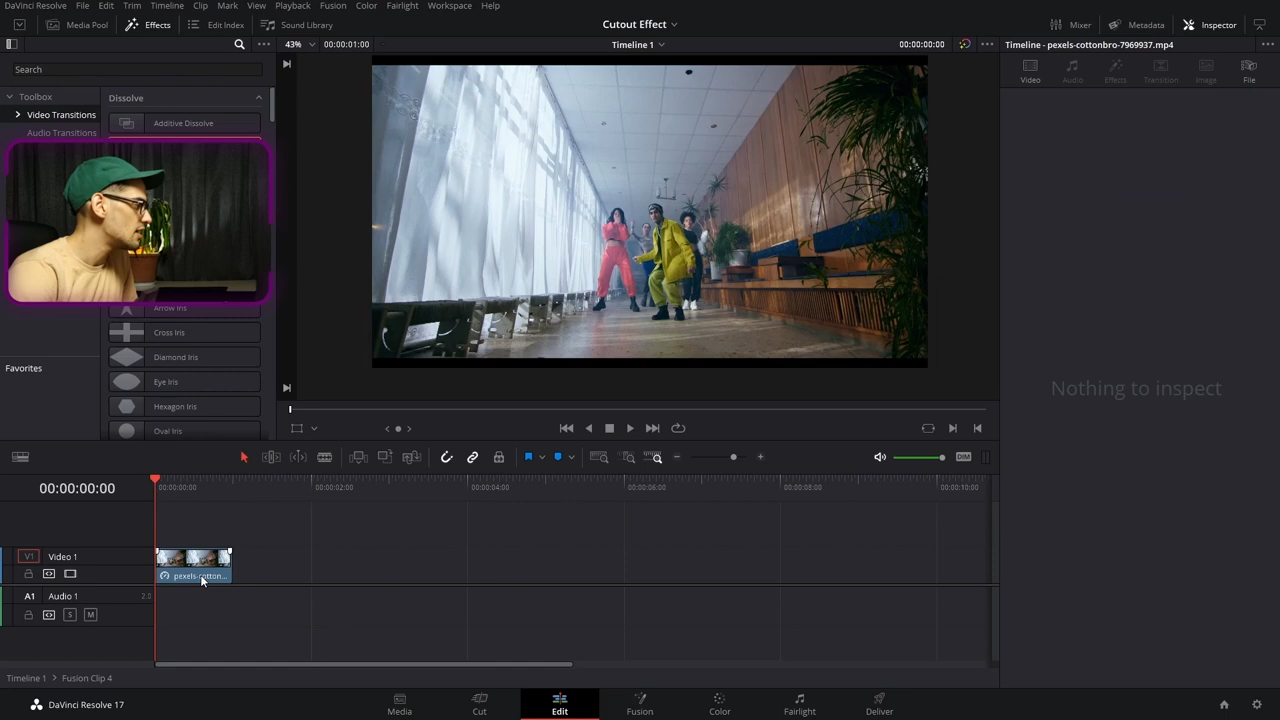 DaVinci Resolve File Edit Trim Timeline Clip Mark View Playback Fusion Color Fairlight Workspace Help
Media Pool Effects Edit Index Sound Library Cutout Effect Mixer Metadata Inspector
43% 00:00:01:00 Timeline 1 00:00:00:00 Timeline - pexels-cottonbro-7969937.mp4
Search
Video Audio Effects Transition Image File
Toolbox
Video Transitions
Audio Transitions
Favorites
Dissolve
Additive Dissolve
Arrow Iris
Cross Iris
Diamond Iris
Eye Iris
Hexagon Iris
Oval Iris
Nothing to inspect
DIM
00:00:00:00
00:00:00:00 00:00:02:00 00:00:04:00 00:00:06:00 00:00:08:00 00:00:10:00
V1 Video 1
pexels-cotton...
A1 Audio 1 2.0
S M
Timeline 1 Fusion Clip 4
DaVinci Resolve 17 Media Cut Edit Fusion Color Fairlight Deliver